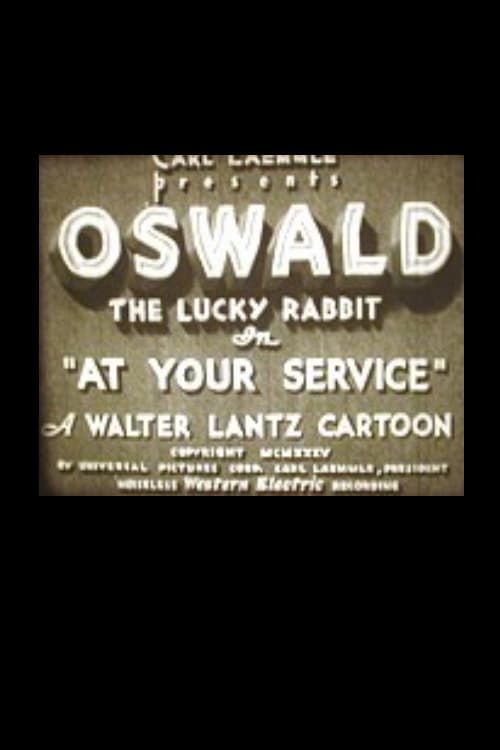 CARL LAEMMLE
presents
OSWALD
THE LUCKY RABBIT
In
"AT YOUR SERVICE"
A WALTER LANTZ CARTOON
COPYRIGHT MCMXXXV
BY UNIVERSAL PICTURES CORP. CARL LAEMMLE, PRESIDENT
NOISELESS Western Electric RECORDING